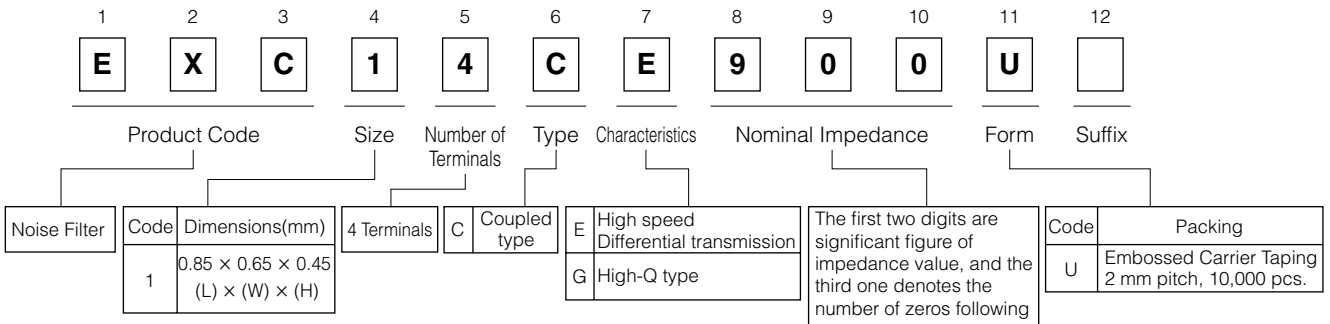 1 2 3 4 5 6 7 8 9 10 11 12
E X C 1 4 C E 9 0 0 U
Product Code Size Number of Terminals Type Characteristics Nominal Impedance Form Suffix
Noise Filter
Code Dimensions(mm)
1 0.85 × 0.65 × 0.45
(L) × (W) × (H)
4 Terminals
C Coupled
type
E High speed
Differential transmission
G High-Q type
The first two digits are
significant figure of
impedance value, and the
third one denotes the
number of zeros following
Code Packing
U Embossed Carrier Taping
2 mm pitch, 10,000 pcs.